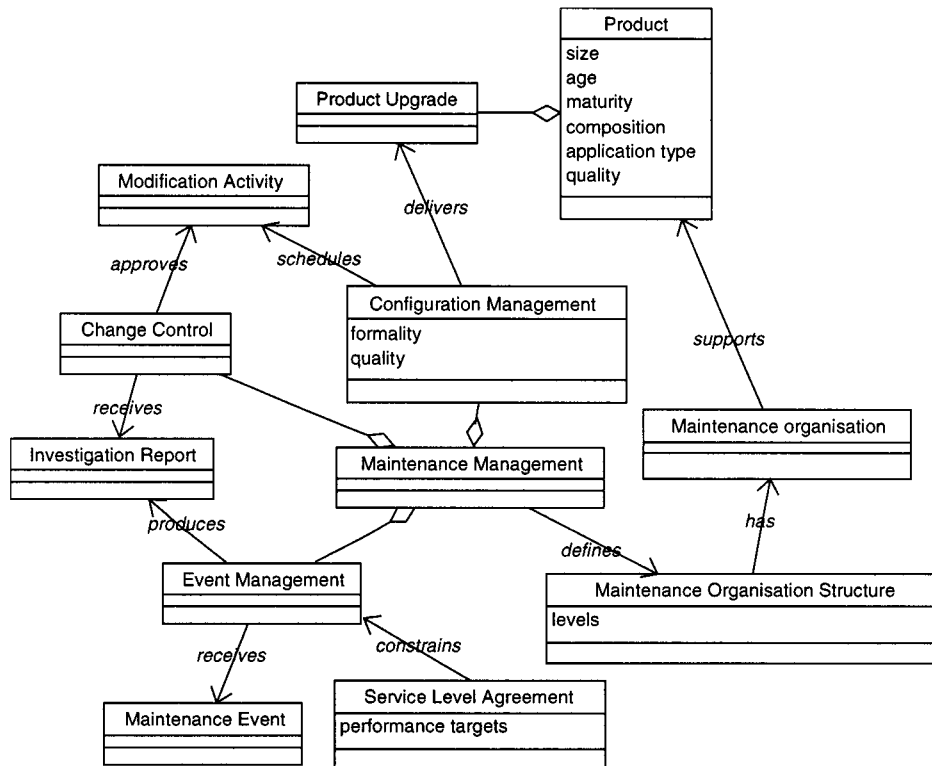 Product
size
age
maturity
composition
application type
quality
Product Upgrade
Modification Activity
delivers
schedules
approves
Configuration Management
formality
quality
Change Control
supports
receives
Maintenance organisation
Investigation Report
Maintenance Management
produces
has
defines
Event Management
Maintenance Organisation Structure
levels
constrains
receives
Service Level Agreement
performance targets
Maintenance Event